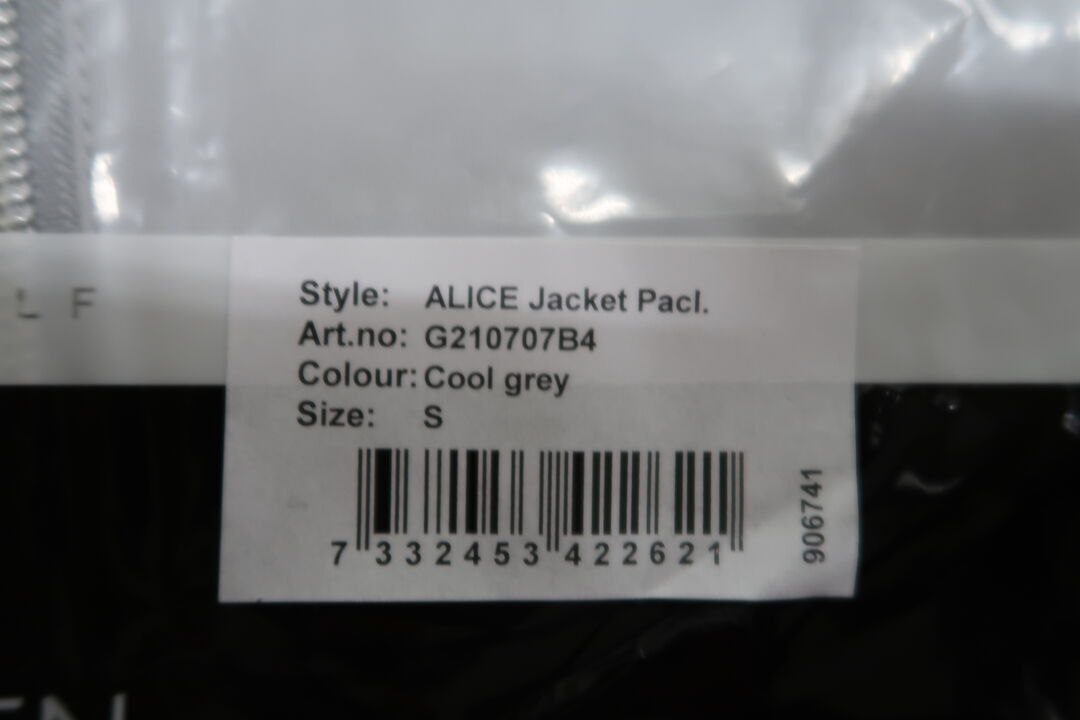 L F
Style: ALICE Jacket Pacl.
Art.no: G210707B4
Colour: Cool grey
Size: S
7 332453 422621
906741